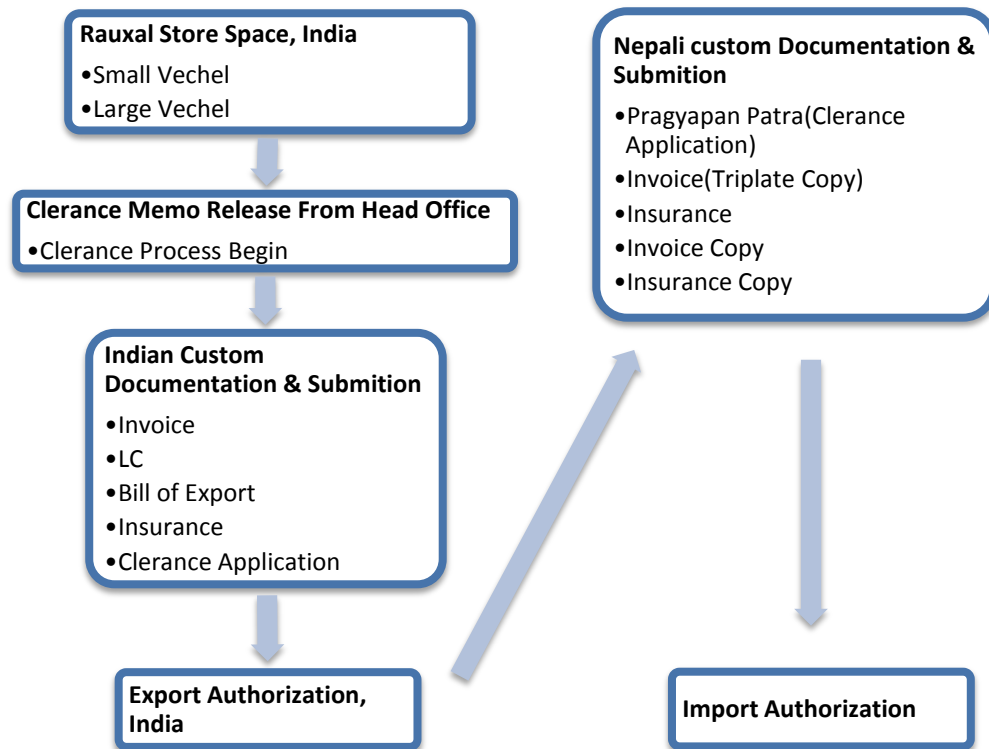 Rauxal Store Space, India
•Small Vechel
•Large Vechel
Clerance Memo Release From Head Office
•Clerance Process Begin
Indian Custom
Documentation & Submition
•Invoice
•LC
•Bill of Export
•Insurance
•Clerance Application
Export Authorization,
India
Nepali custom Documentation &
Submition
•Pragyapan Patra(Clerance
Application)
•Invoice(Triplate Copy)
•Insurance
•Invoice Copy
•Insurance Copy
Import Authorization